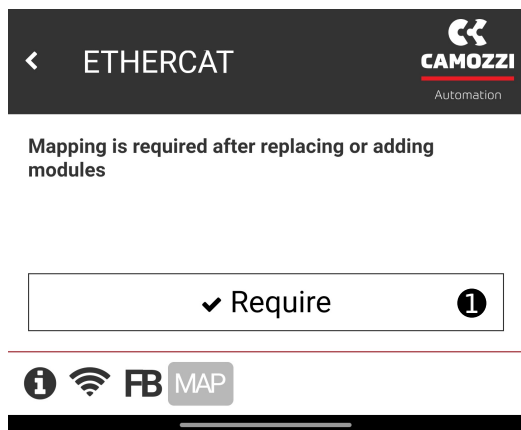 ETHERCAT
CAMOZZI
Automation
Mapping is required after replacing or adding
modules
Require
1
FB MAP